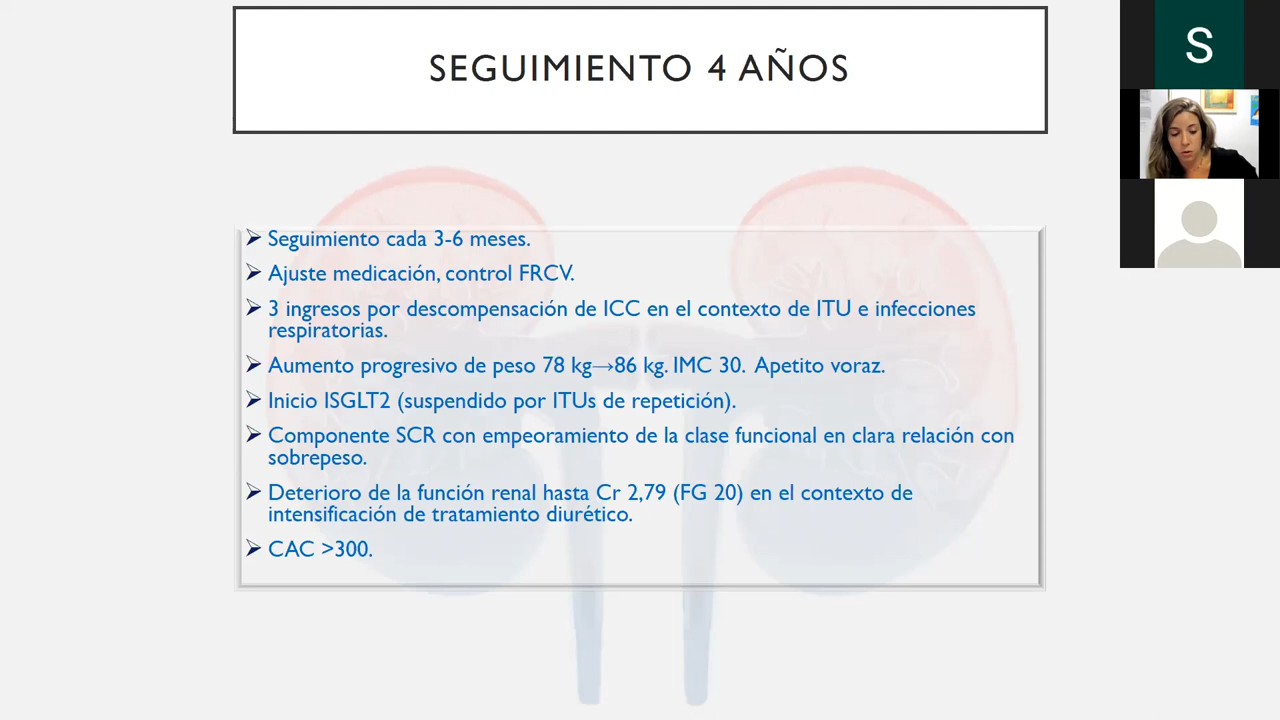 SEGUIMIENTO 4 AÑOS
S
Seguimiento cada 3-6 meses.
Ajuste medicación, control FRCV.
3 ingresos por descompensación de ICC en el contexto de ITU e infecciones
respiratorias.
Aumento progresivo de peso 78 kg→86 kg. IMC 30. Apetito voraz.
Inicio ISGLT2 (suspendido por ITUs de repetición).
Componente SCR con empeoramiento de la clase funcional en clara relación con
sobrepeso.
Deterioro de la función renal hasta Cr 2,79 (FG 20) en el contexto de
intensificación de tratamiento diurético.
CAC >300.